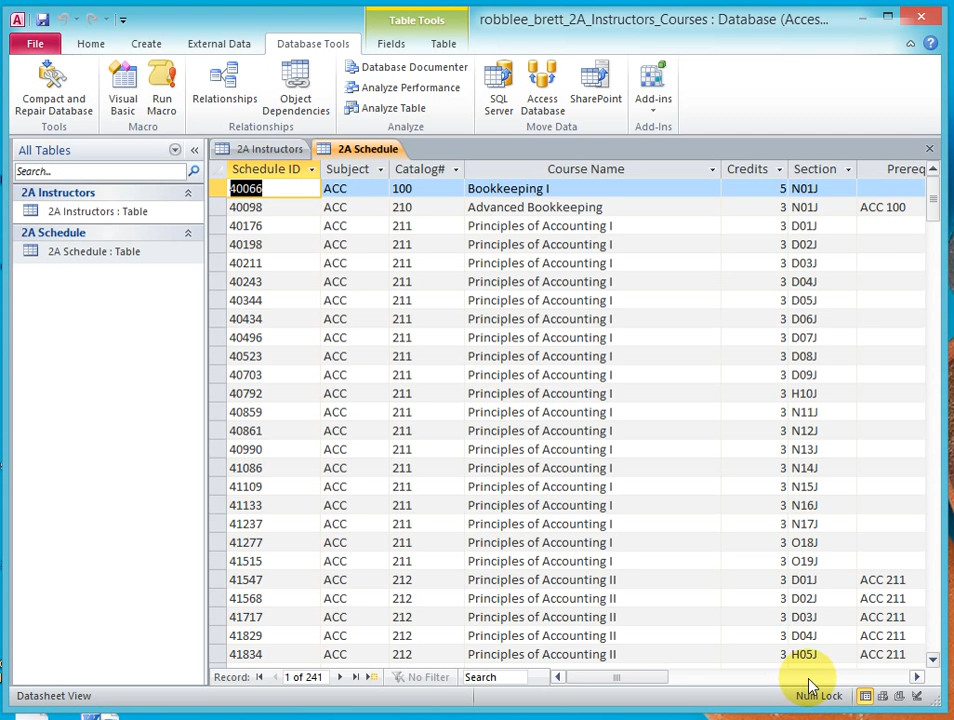 Table Tools
robblee_brett_2A_Instructors_Courses : Database (Acces...
File Home Create External Data Database Tools Fields Table
Compact and Repair Database
Visual Basic
Run Macro
Relationships
Object Dependencies
Database Documenter
Analyze Performance
Analyze Table
SQL Server
Access Database
SharePoint
Add-ins
Tools Macro Relationships Analyze Move Data Add-Ins
All Tables
Search...
2A Instructors
2A Instructors : Table
2A Schedule
2A Schedule : Table
2A Instructors 2A Schedule
Schedule ID Subject Catalog# Course Name Credits Section Prereq
40066 ACC 100 Bookkeeping I 5 N01J
40098 ACC 210 Advanced Bookkeeping 3 N01J ACC 100
40176 ACC 211 Principles of Accounting I 3 D01J
40198 ACC 211 Principles of Accounting I 3 D02J
40211 ACC 211 Principles of Accounting I 3 D03J
40243 ACC 211 Principles of Accounting I 3 D04J
40344 ACC 211 Principles of Accounting I 3 D05J
40434 ACC 211 Principles of Accounting I 3 D06J
40496 ACC 211 Principles of Accounting I 3 D07J
40523 ACC 211 Principles of Accounting I 3 D08J
40703 ACC 211 Principles of Accounting I 3 D09J
40792 ACC 211 Principles of Accounting I 3 H10J
40859 ACC 211 Principles of Accounting I 3 N11J
40861 ACC 211 Principles of Accounting I 3 N12J
40990 ACC 211 Principles of Accounting I 3 N13J
41086 ACC 211 Principles of Accounting I 3 N14J
41109 ACC 211 Principles of Accounting I 3 N15J
41133 ACC 211 Principles of Accounting I 3 N16J
41237 ACC 211 Principles of Accounting I 3 N17J
41277 ACC 211 Principles of Accounting I 3 O18J
41515 ACC 211 Principles of Accounting I 3 O19J
41547 ACC 212 Principles of Accounting II 3 D01J ACC 211
41568 ACC 212 Principles of Accounting II 3 D02J ACC 211
41717 ACC 212 Principles of Accounting II 3 D03J ACC 211
41829 ACC 212 Principles of Accounting II 3 D04J ACC 211
41834 ACC 212 Principles of Accounting II 3 H05J ACC 211
Record: 1 of 241 No Filter Search
Datasheet View Num Lock